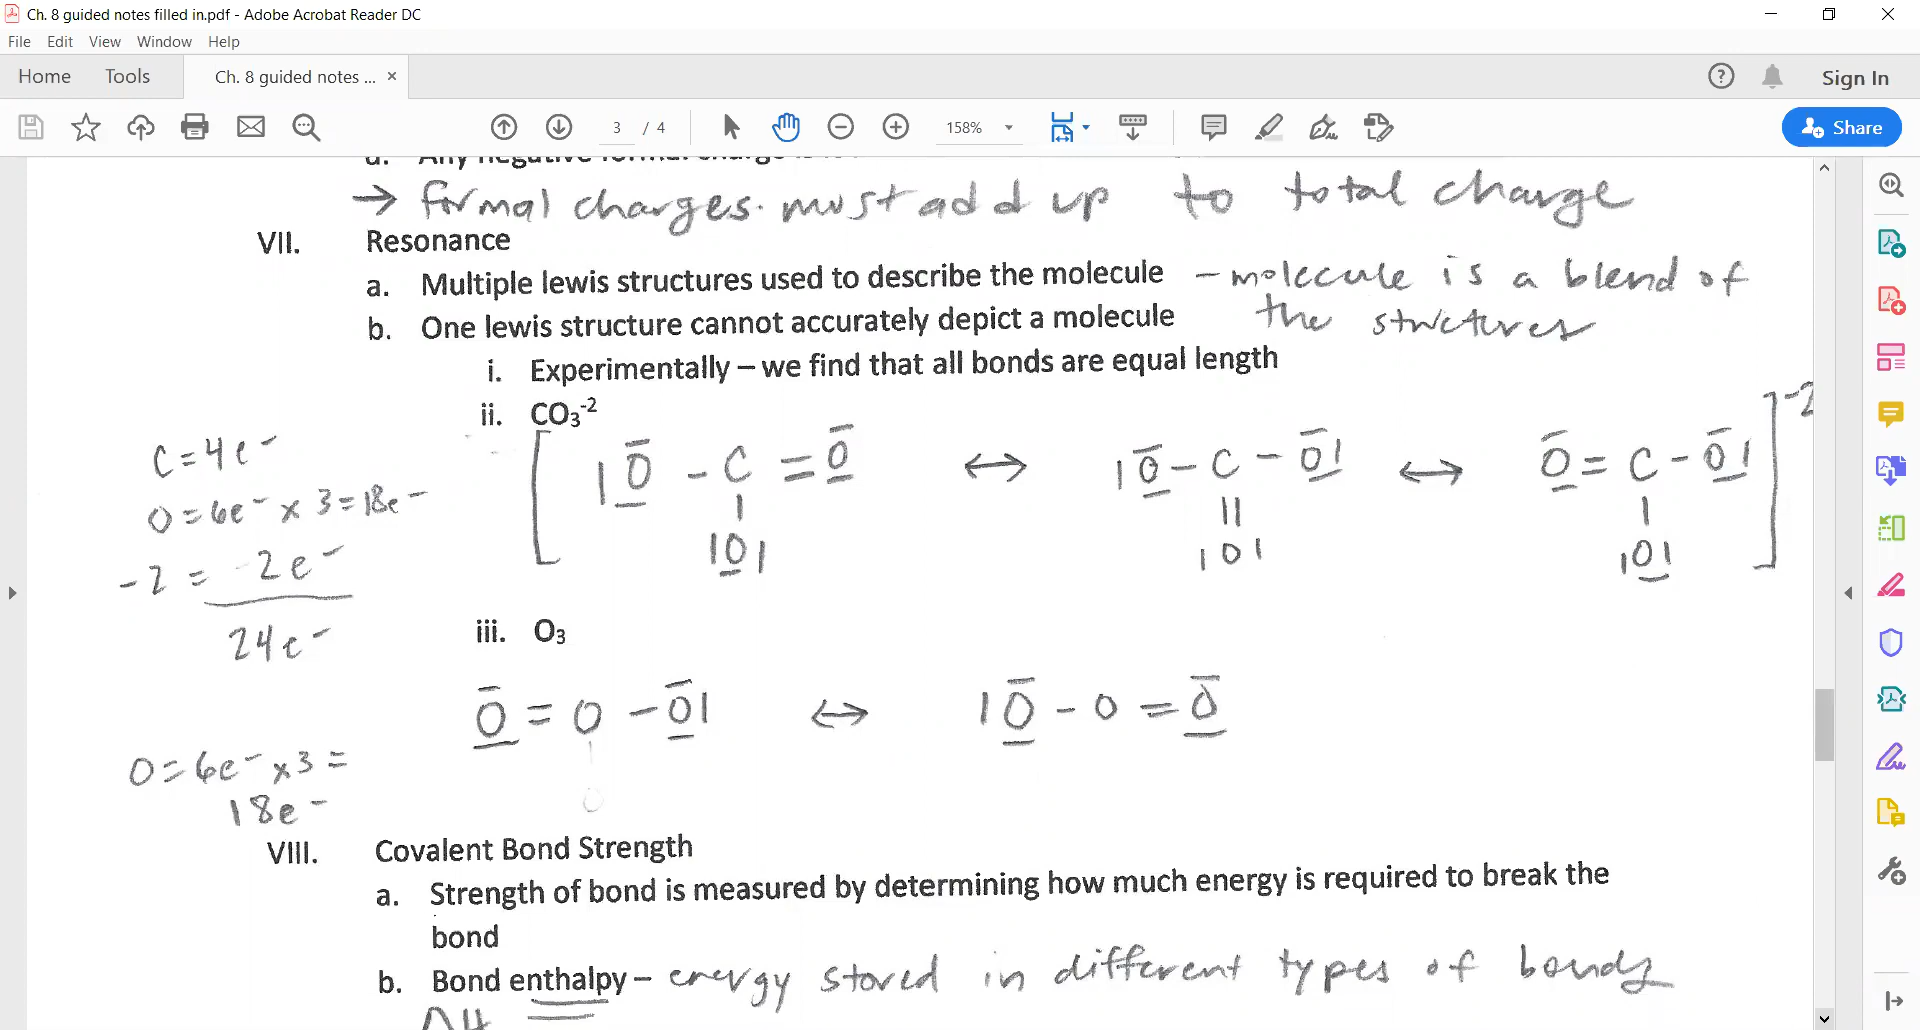 Ch. 8 guided notes filled in.pdf - Adobe Acrobat Reader DC
File Edit View Window Help
Home Tools Ch. 8 guided notes ... × Sign In
3 / 4 158% Share
→ formal charges must add up to total charge
VII. Resonance
a. Multiple lewis structures used to describe the molecule – molecule is a blend of
b. One lewis structure cannot accurately depict a molecule the structures
i. Experimentally – we find that all bonds are equal length
ii. CO₃⁻²
[ |O̲̅ - C = O̲̅ ↔ |O̲̅ - C - O̲̅| ↔ O̲̅ = C - O̲̅| ]⁻²
| || |
|O̲| |O| |O̲|
C = 4e⁻
O = 6e⁻ x 3 = 18e⁻
-2 = -2e⁻
24e⁻
iii. O₃
O̲̅ = O - O̲̅| ↔ |O̲̅ - O = O̲̅
O = 6e⁻ x 3 =
18e⁻
VIII. Covalent Bond Strength
a. Strength of bond is measured by determining how much energy is required to break the
bond
b. Bond enthalpy – energy stored in different types of bonds
ΔH